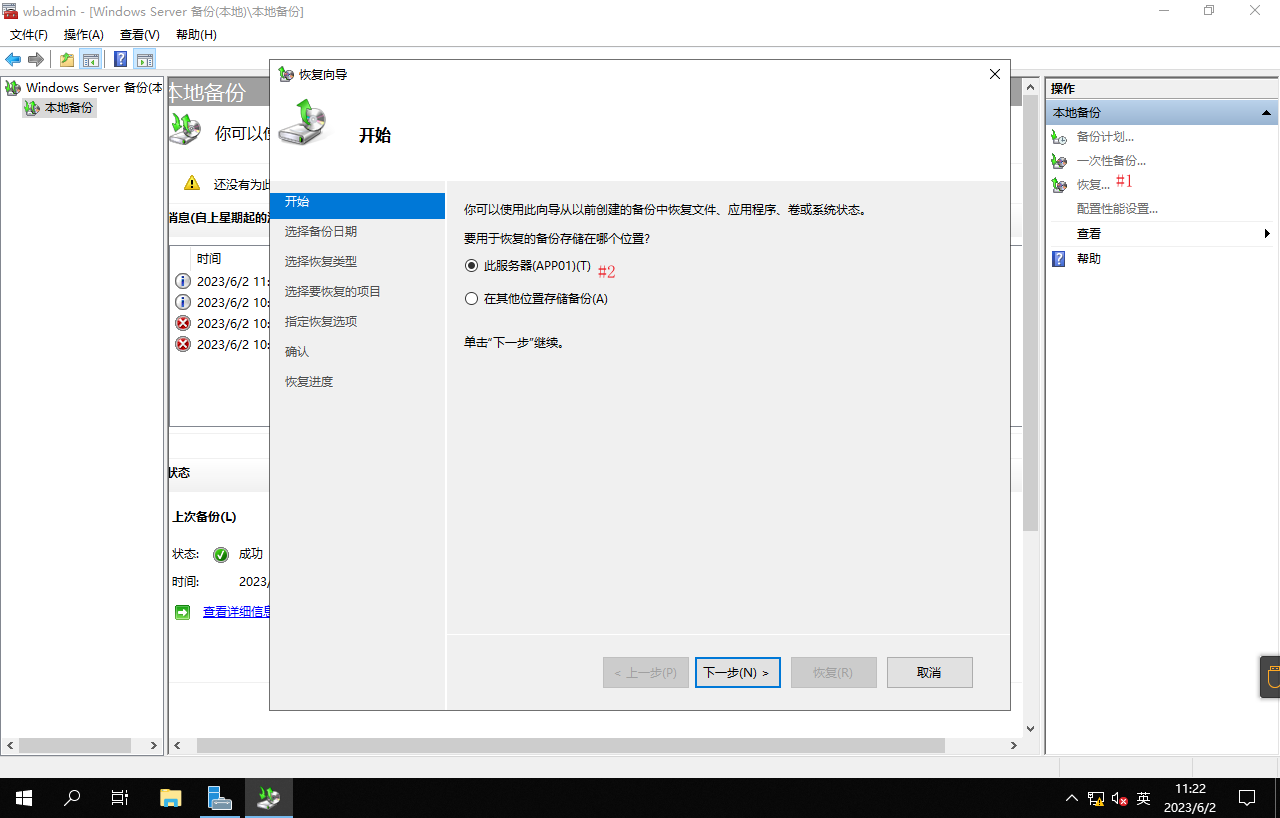 wbadmin - [Windows Server 备份(本地)\本地备份]
文件(F) 操作(A) 查看(V) 帮助(H)
Windows Server 备份(本
本地备份
本地备份
你可以使
还没有为此
消息(自上星期起的活
时间
2023/6/2 11:
2023/6/2 10:
2023/6/2 10:
2023/6/2 10:
状态
上次备份(L)
状态: 成功
时间: 2023/
查看详细信息
恢复向导
开始
开始
选择备份日期
选择恢复类型
选择要恢复的项目
指定恢复选项
确认
恢复进度
你可以使用此向导从以前创建的备份中恢复文件、应用程序、卷或系统状态。
要用于恢复的备份存储在哪个位置?
此服务器(APP01)(T) #2
在其他位置存储备份(A)
单击"下一步"继续。
< 上一步(P) 下一步(N) > 恢复(R) 取消
操作
本地备份
备份计划...
一次性备份...
恢复... #1
配置性能设置...
查看
帮助
英
11:22
2023/6/2